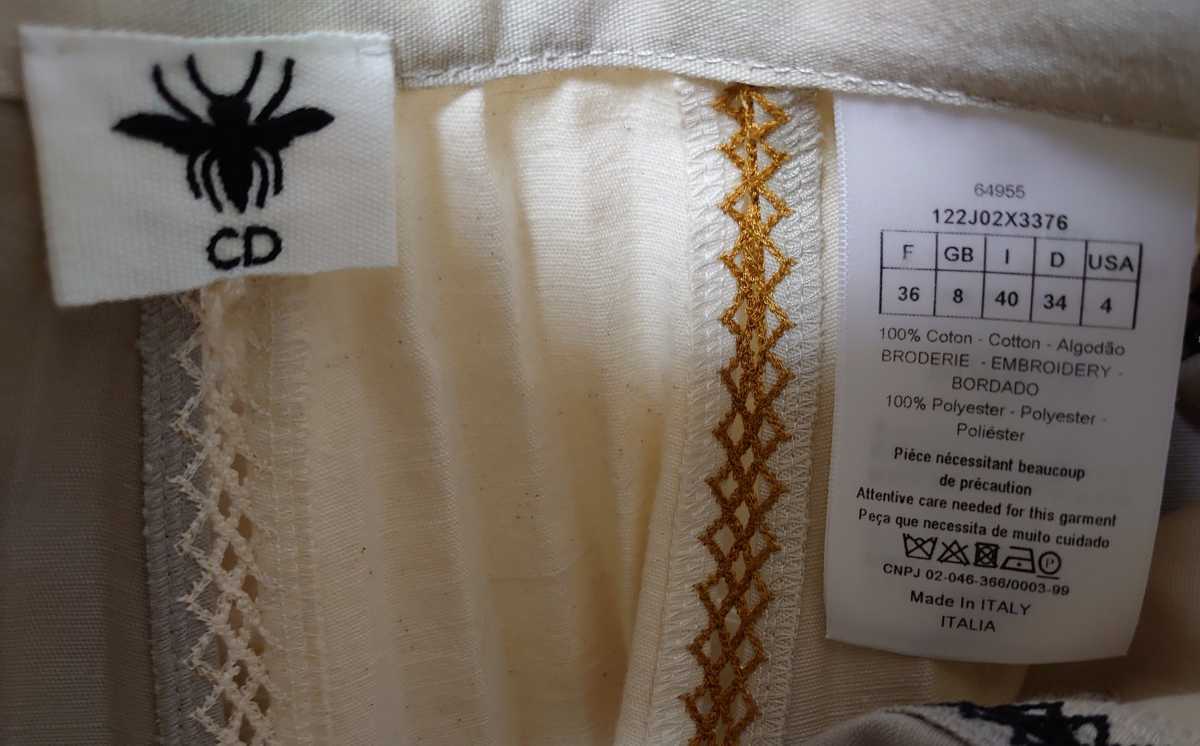 CD
64955
122J02X3376
F GB I D USA
36 8 40 34 4
100% Coton - Cotton - Algodão
BRODERIE - EMBROIDERY -
BORDADO
100% Polyester - Polyester -
Poliéster
Pièce nécessitant beaucoup
de précaution
Attentive care needed for this garment
Peça que necessita de muito cuidado
P
CNPJ 02-046-366/0003-99
Made In ITALY
ITALIA